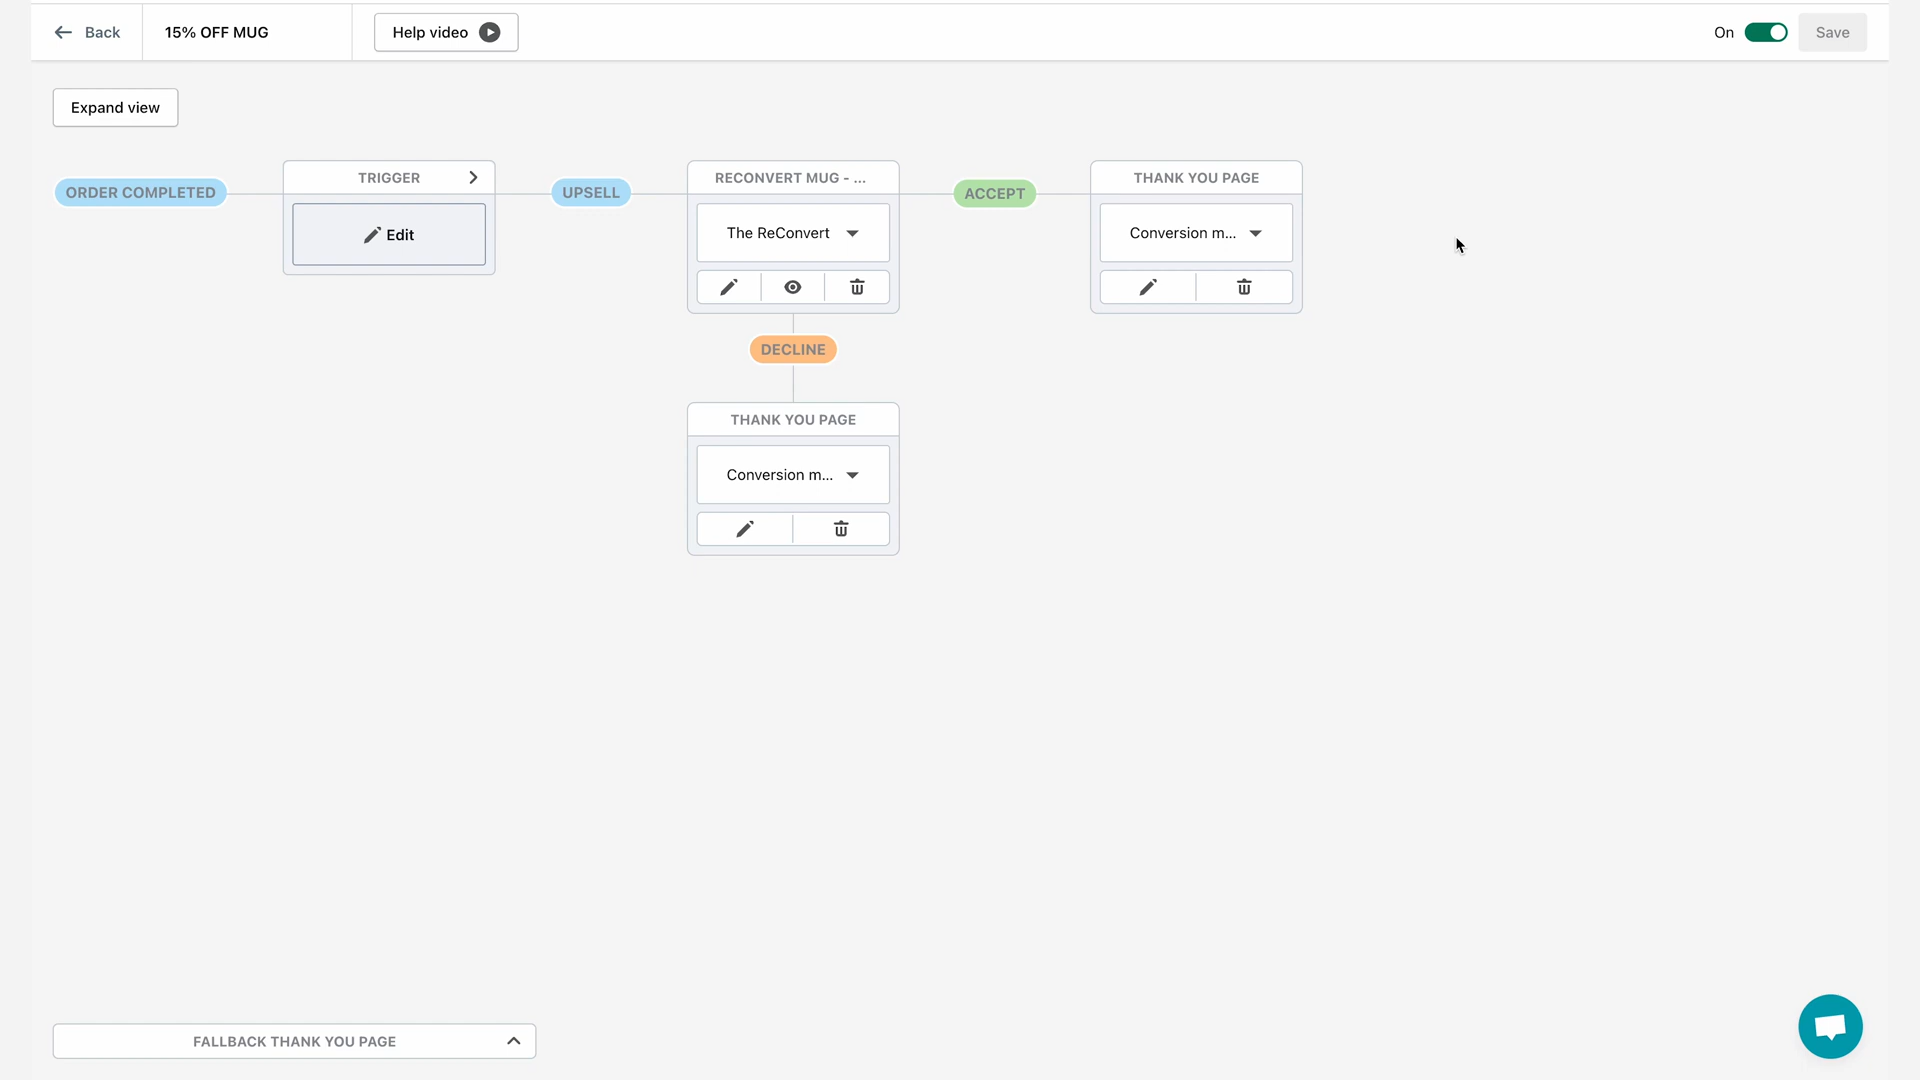 Back
15% OFF MUG
Help video
On
Save
Expand view
ORDER COMPLETED
TRIGGER
Edit
UPSELL
RECONVERT MUG - ...
The ReConvert
ACCEPT
THANK YOU PAGE
Conversion m...
DECLINE
THANK YOU PAGE
Conversion m...
FALLBACK THANK YOU PAGE